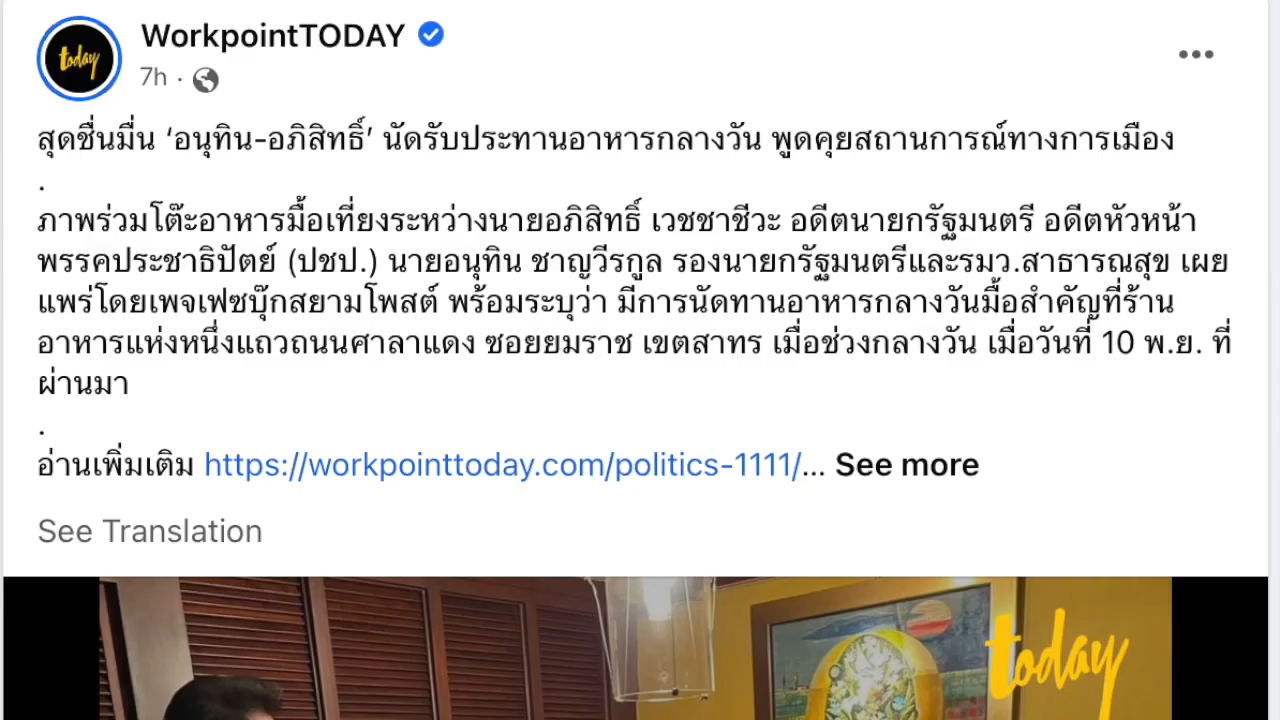 today
WorkpointTODAY
7h ·
สุดชื่นมื่น ‘อนุทิน-อภิสิทธิ์’ นัดรับประทานอาหารกลางวัน พูดคุยสถานการณ์ทางการเมือง
.
ภาพร่วมโต๊ะอาหารมื้อเที่ยงระหว่างนายอภิสิทธิ์ เวชชาชีวะ อดีตนายกรัฐมนตรี อดีตหัวหน้า
พรรคประชาธิปัตย์ (ปชป.) นายอนุทิน ชาญวีรกูล รองนายกรัฐมนตรีและรมว.สาธารณสุข เผย
แพร่โดยเพจเฟซบุ๊กสยามโพสต์ พร้อมระบุว่า มีการนัดทานอาหารกลางวันมื้อสำคัญที่ร้าน
อาหารแห่งหนึ่งแถวถนนศาลาแดง ซอยยมราช เขตสาทร เมื่อช่วงกลางวัน เมื่อวันที่ 10 พ.ย. ที่
ผ่านมา
.
อ่านเพิ่มเติม https://workpointtoday.com/politics-1111/... See more
See Translation
today